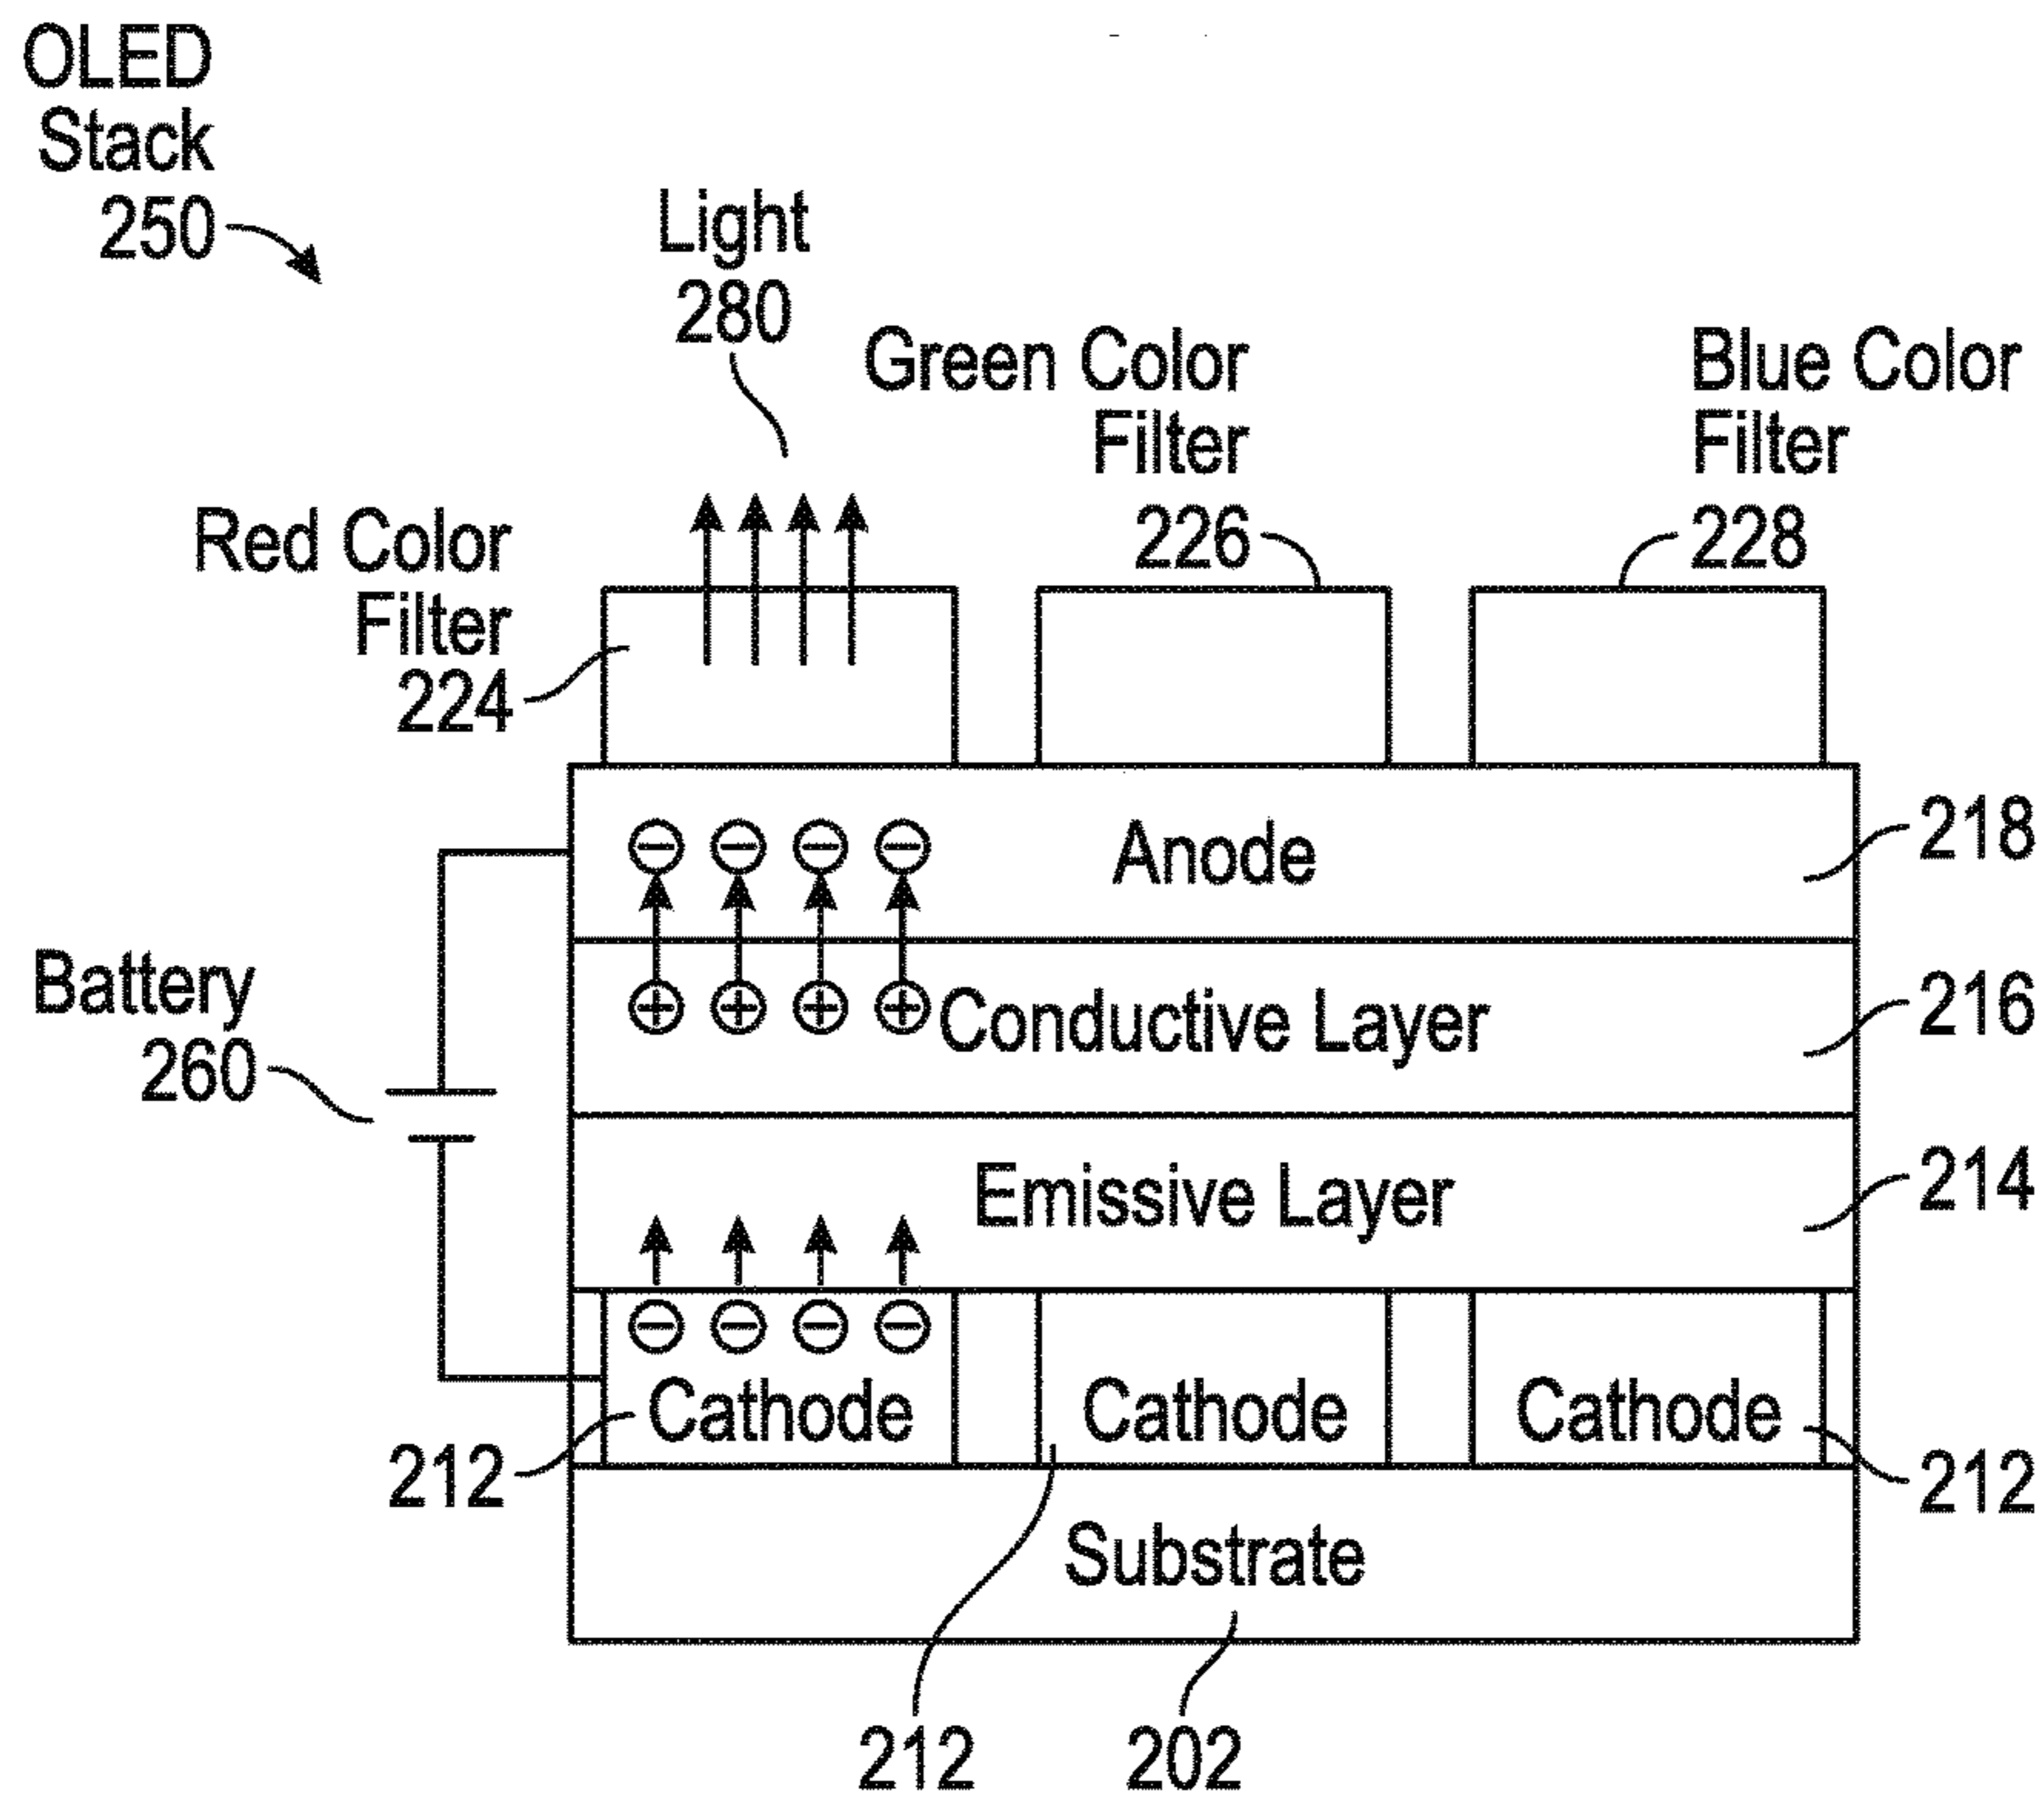 OLED
Stack
250
Light
280
Green Color
Filter
226
Blue Color
Filter
228
Red Color
Filter
224
Anode
218
Battery
260
Conductive Layer
216
Emissive Layer
214
Cathode
Cathode
Cathode
212
212
Substrate
212
202